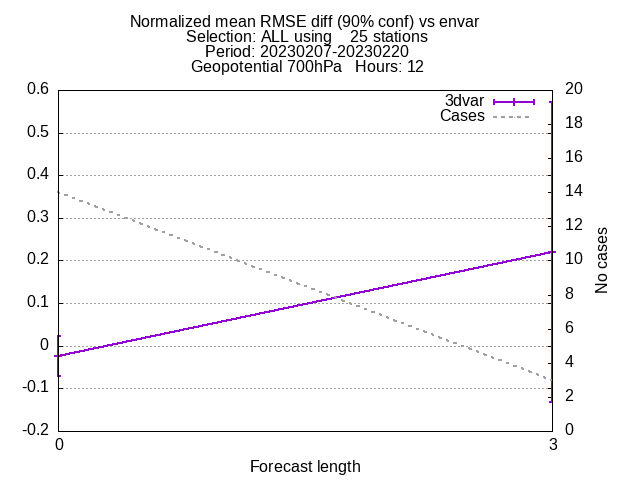 Normalized mean RMSE diff (90% conf) vs envar
Selection: ALL using    25 stations
Period: 20230207-20230220
Geopotential 700hPa   Hours: 12
3dvar
Cases
0.6
0.5
0.4
0.3
0.2
0.1
0
-0.1
-0.2
20
18
16
14
12
10
8
6
4
2
0
No cases
0
3
Forecast length